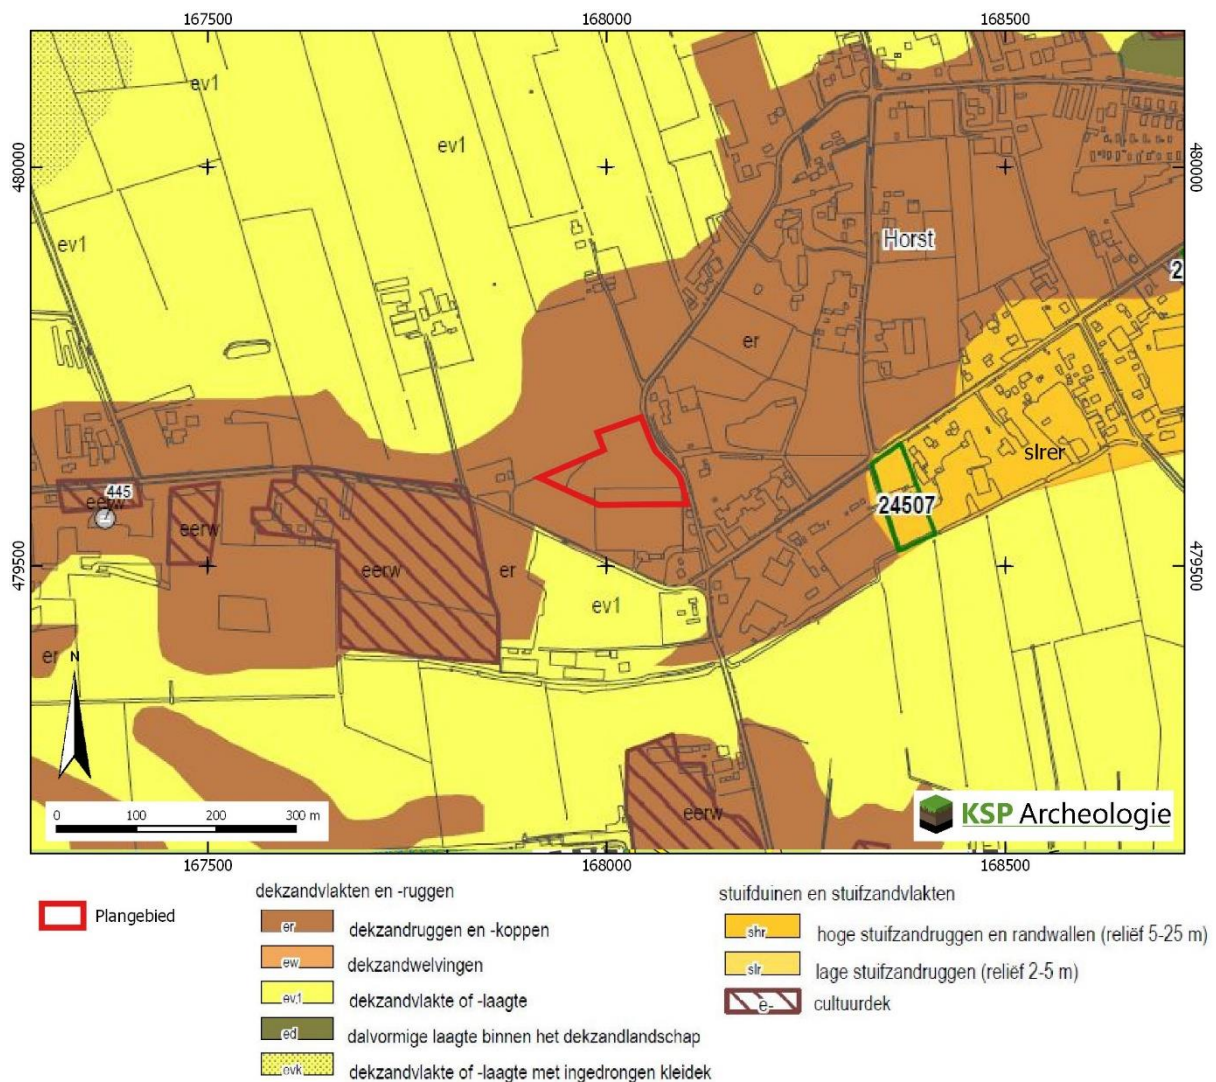 167500 168000 168500
ev1
ev1
480000 480000
ev1
Horst
2
er
445
eerw
eerw
slrer
24507
eerw
er
479500 479500
ev1
er
N
0 100 200 300 m
eerw
KSP Archeologie
167500 168000 168500
Plangebied
dekzandvlakten en -ruggen
er dekzandruggen en -koppen
ew dekzandwelvingen
ev1 dekzandvlakte of -laagte
ed dalvormige laagte binnen het dekzandlandschap
evk dekzandvlakte of -laagte met ingedrongen kleidek
stuifduinen en stuifzandvlakten
shr hoge stuifzandruggen en randwallen (reliëf 5-25 m)
slr lage stuifzandruggen (reliëf 2-5 m)
e- cultuurdek